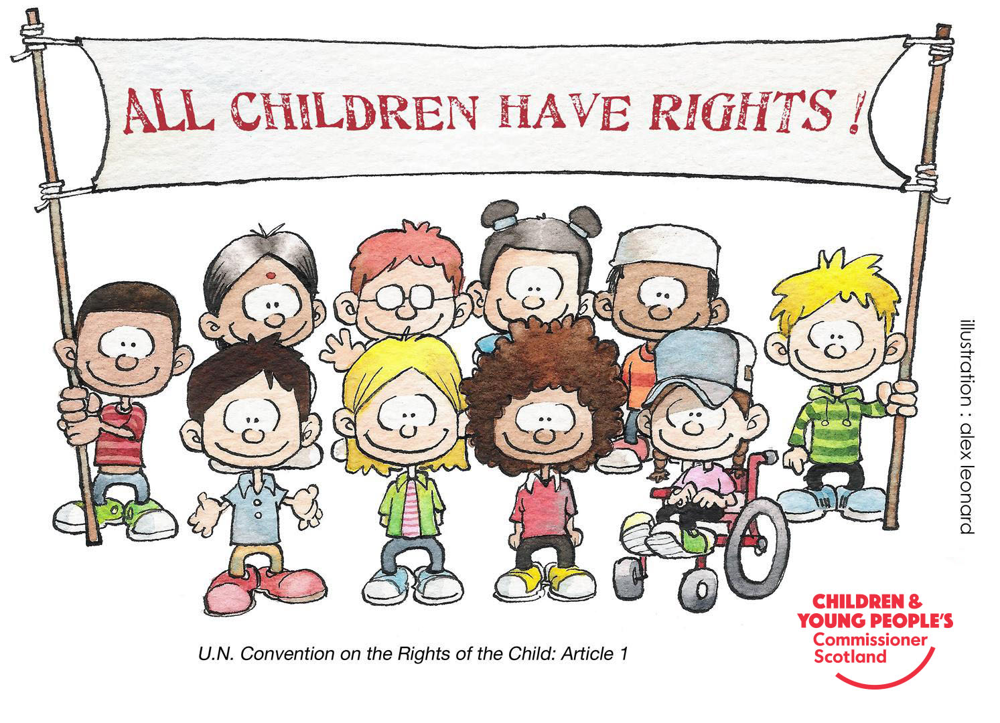 ALL CHILDREN HAVE RIGHTS !
illustration : alex leonard
U.N. Convention on the Rights of the Child: Article 1
CHILDREN &
YOUNG PEOPLE'S
Commissioner
Scotland